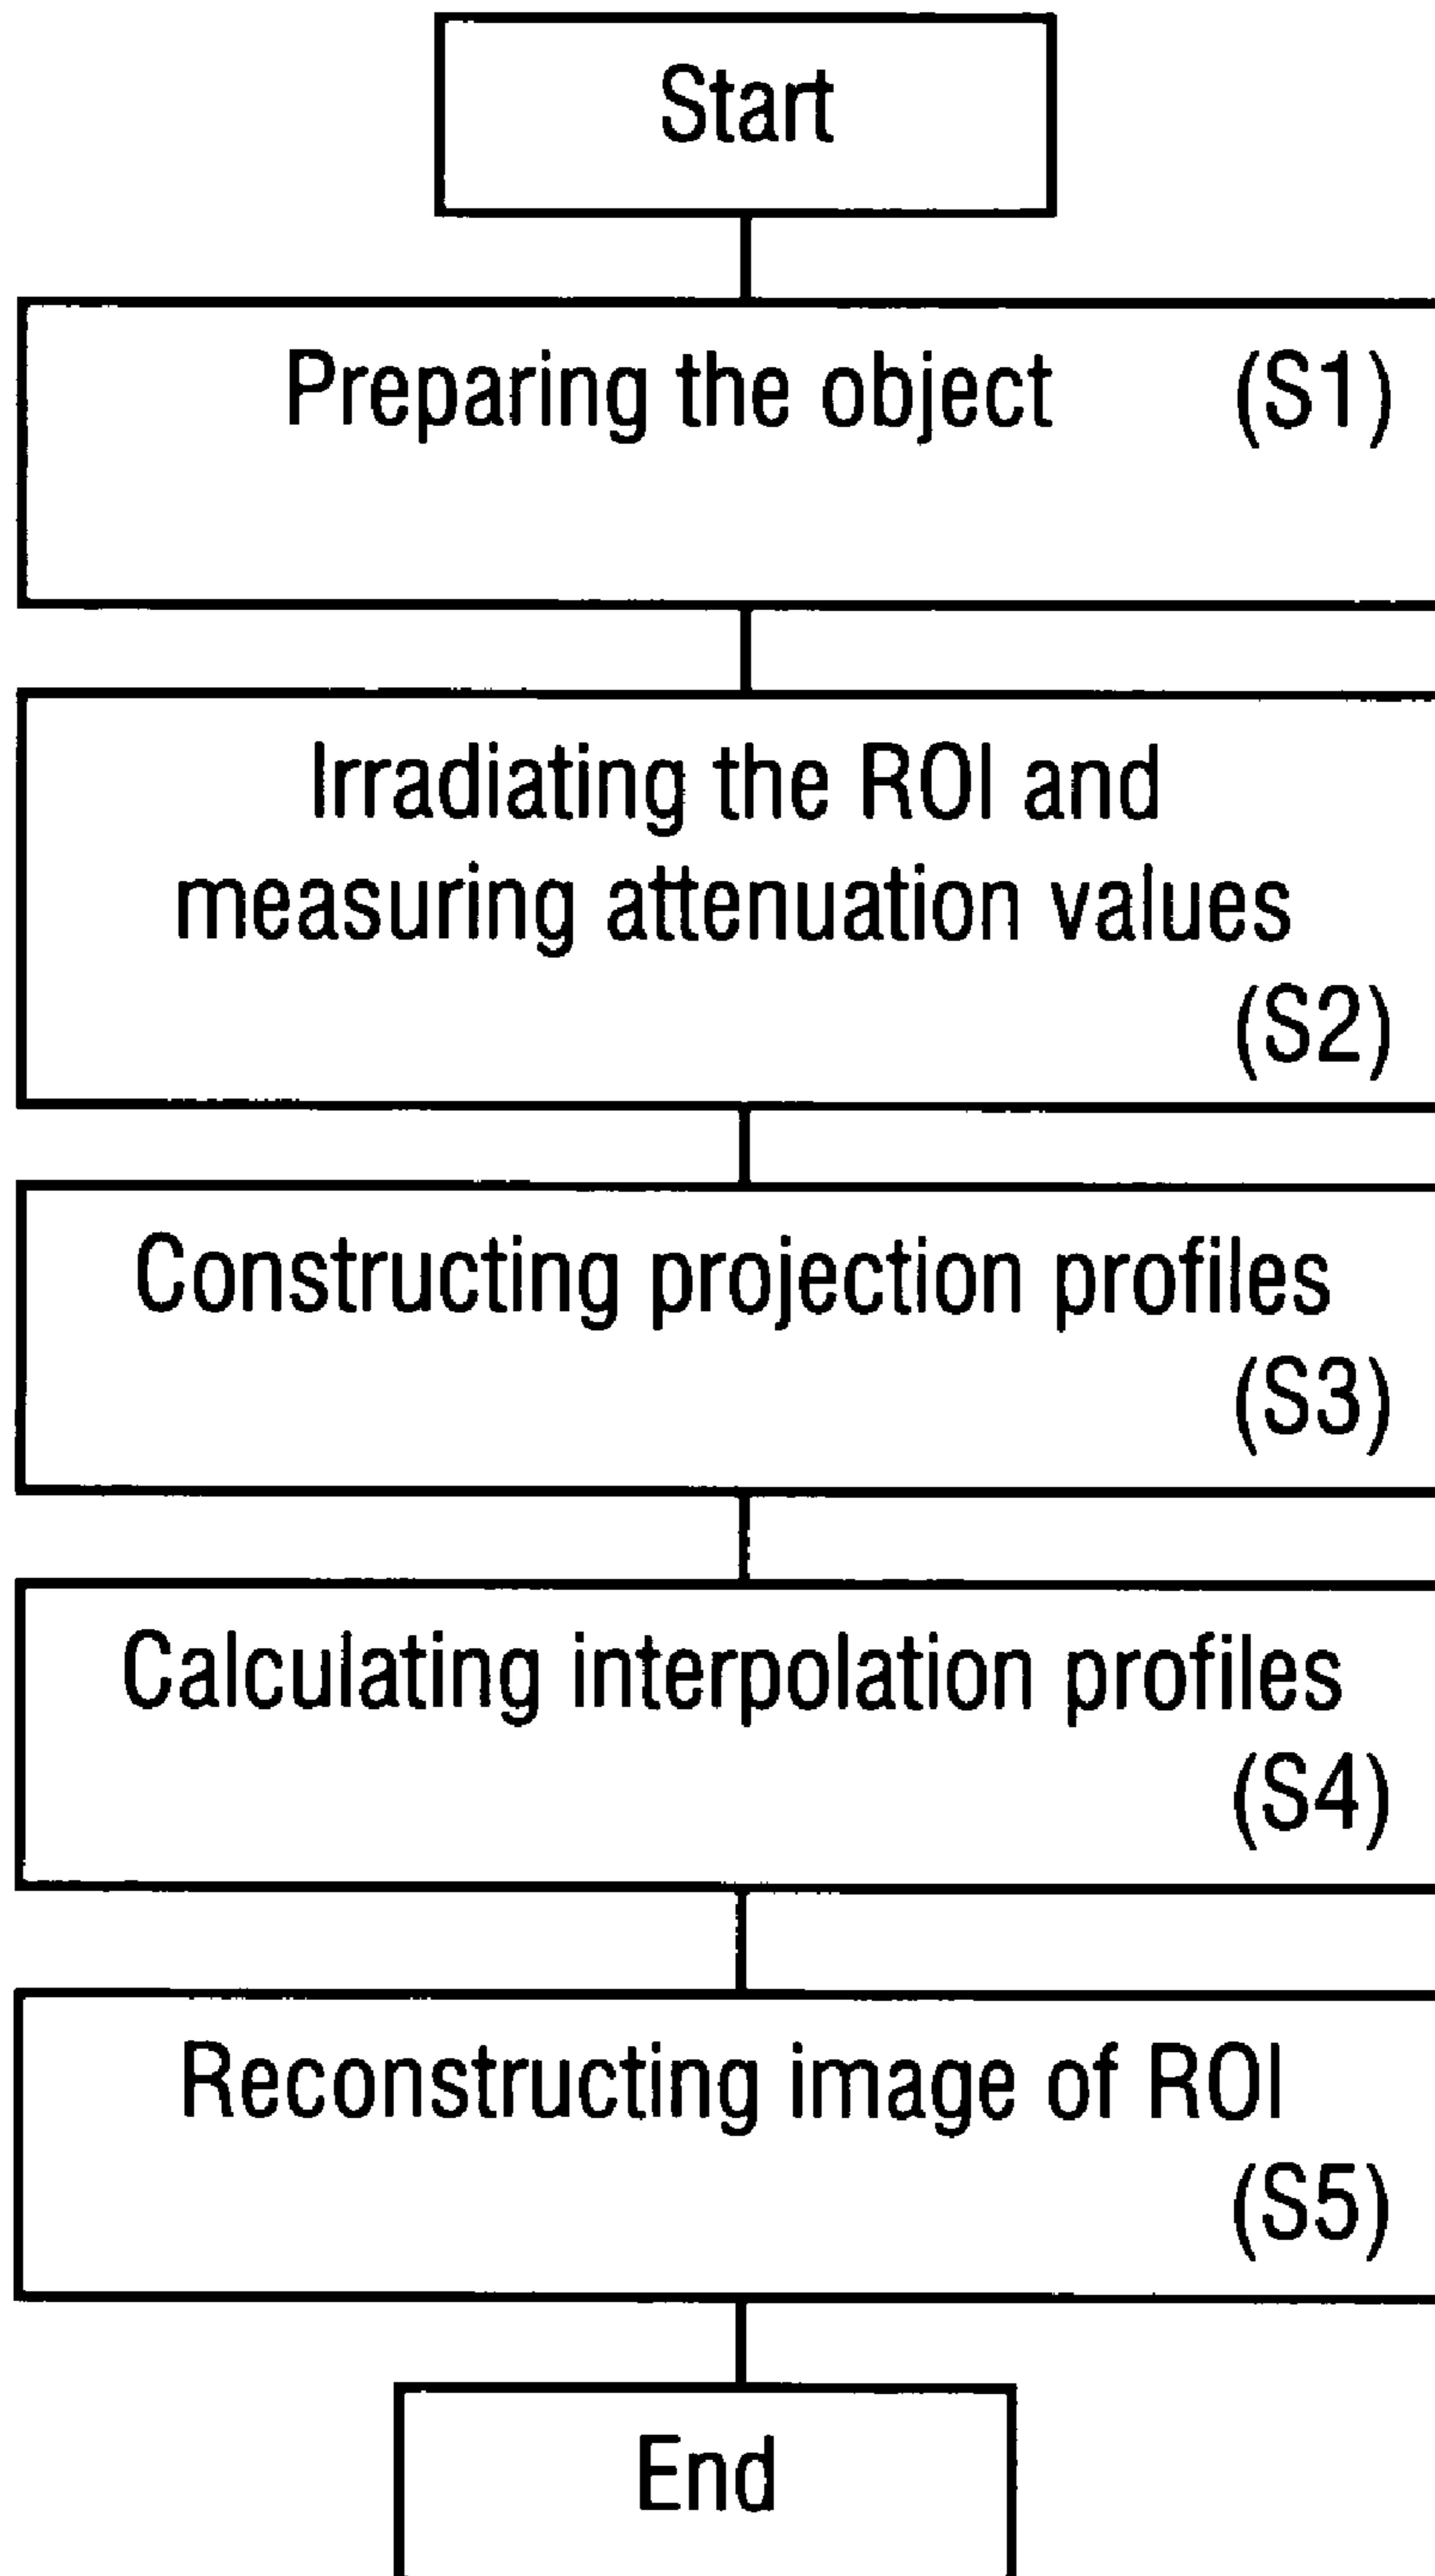 Start
Preparing the object (S1)
Irradiating the ROI and
measuring attenuation values
(S2)
Constructing projection profiles
(S3)
Calculating interpolation profiles
(S4)
Reconstructing image of ROI
(S5)
End